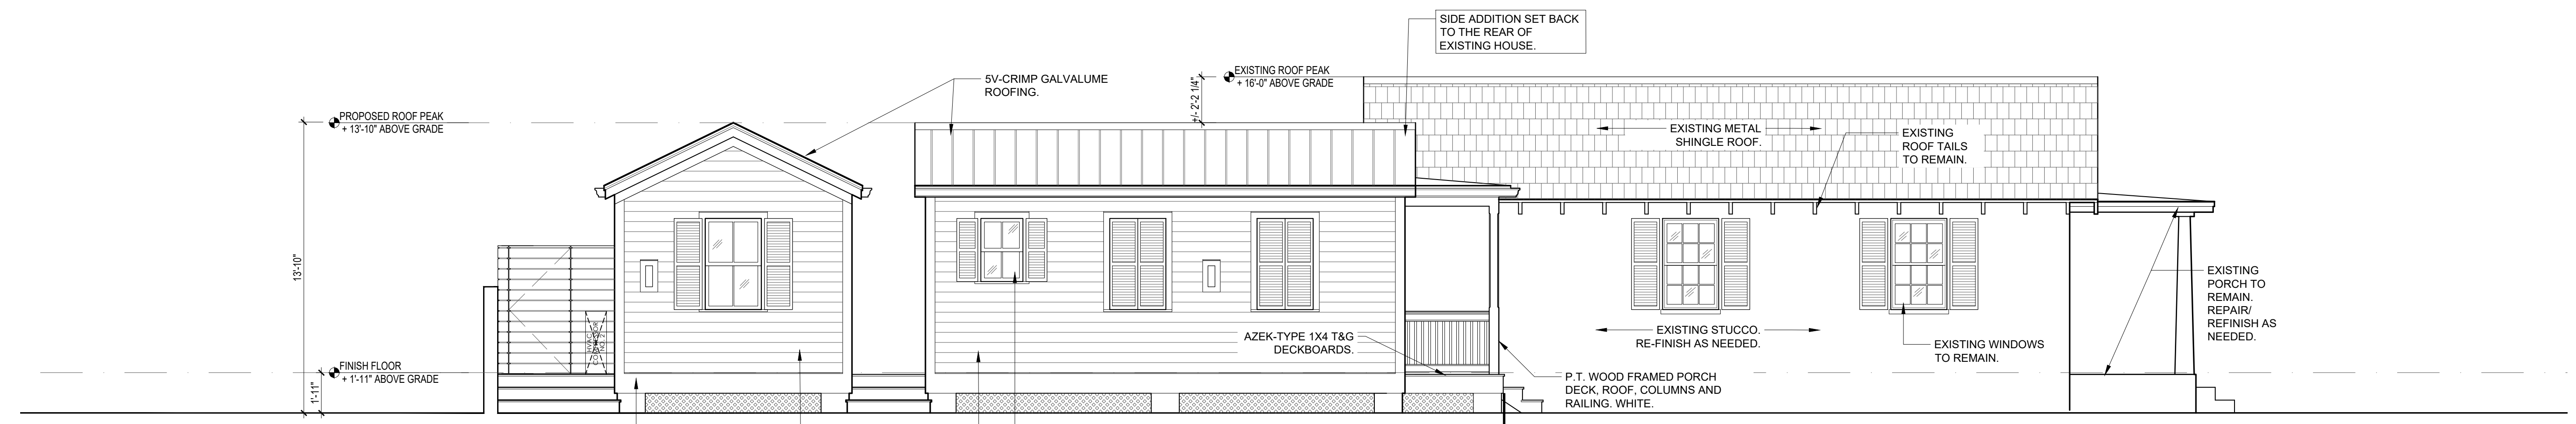 SIDE ADDITION SET BACK
TO THE REAR OF
EXISTING HOUSE.
5V-CRIMP GALVALUME
ROOFING.
+/- 2'-2 1/4"
EXISTING ROOF PEAK
+ 16'-0" ABOVE GRADE
PROPOSED ROOF PEAK
+ 13'-10" ABOVE GRADE
EXISTING METAL
SHINGLE ROOF.
EXISTING
ROOF TAILS
TO REMAIN.
13'-10"
EXISTING
PORCH TO
REMAIN.
REPAIR/
REFINISH AS
NEEDED.
HVAC
CONDENSOR
NO. 2
AZEK-TYPE 1X4 T&G
DECKBOARDS.
EXISTING STUCCO.
RE-FINISH AS NEEDED.
EXISTING WINDOWS
TO REMAIN.
FINISH FLOOR
+ 1'-11" ABOVE GRADE
1'-11"
P.T. WOOD FRAMED PORCH
DECK, ROOF, COLUMNS AND
RAILING. WHITE.